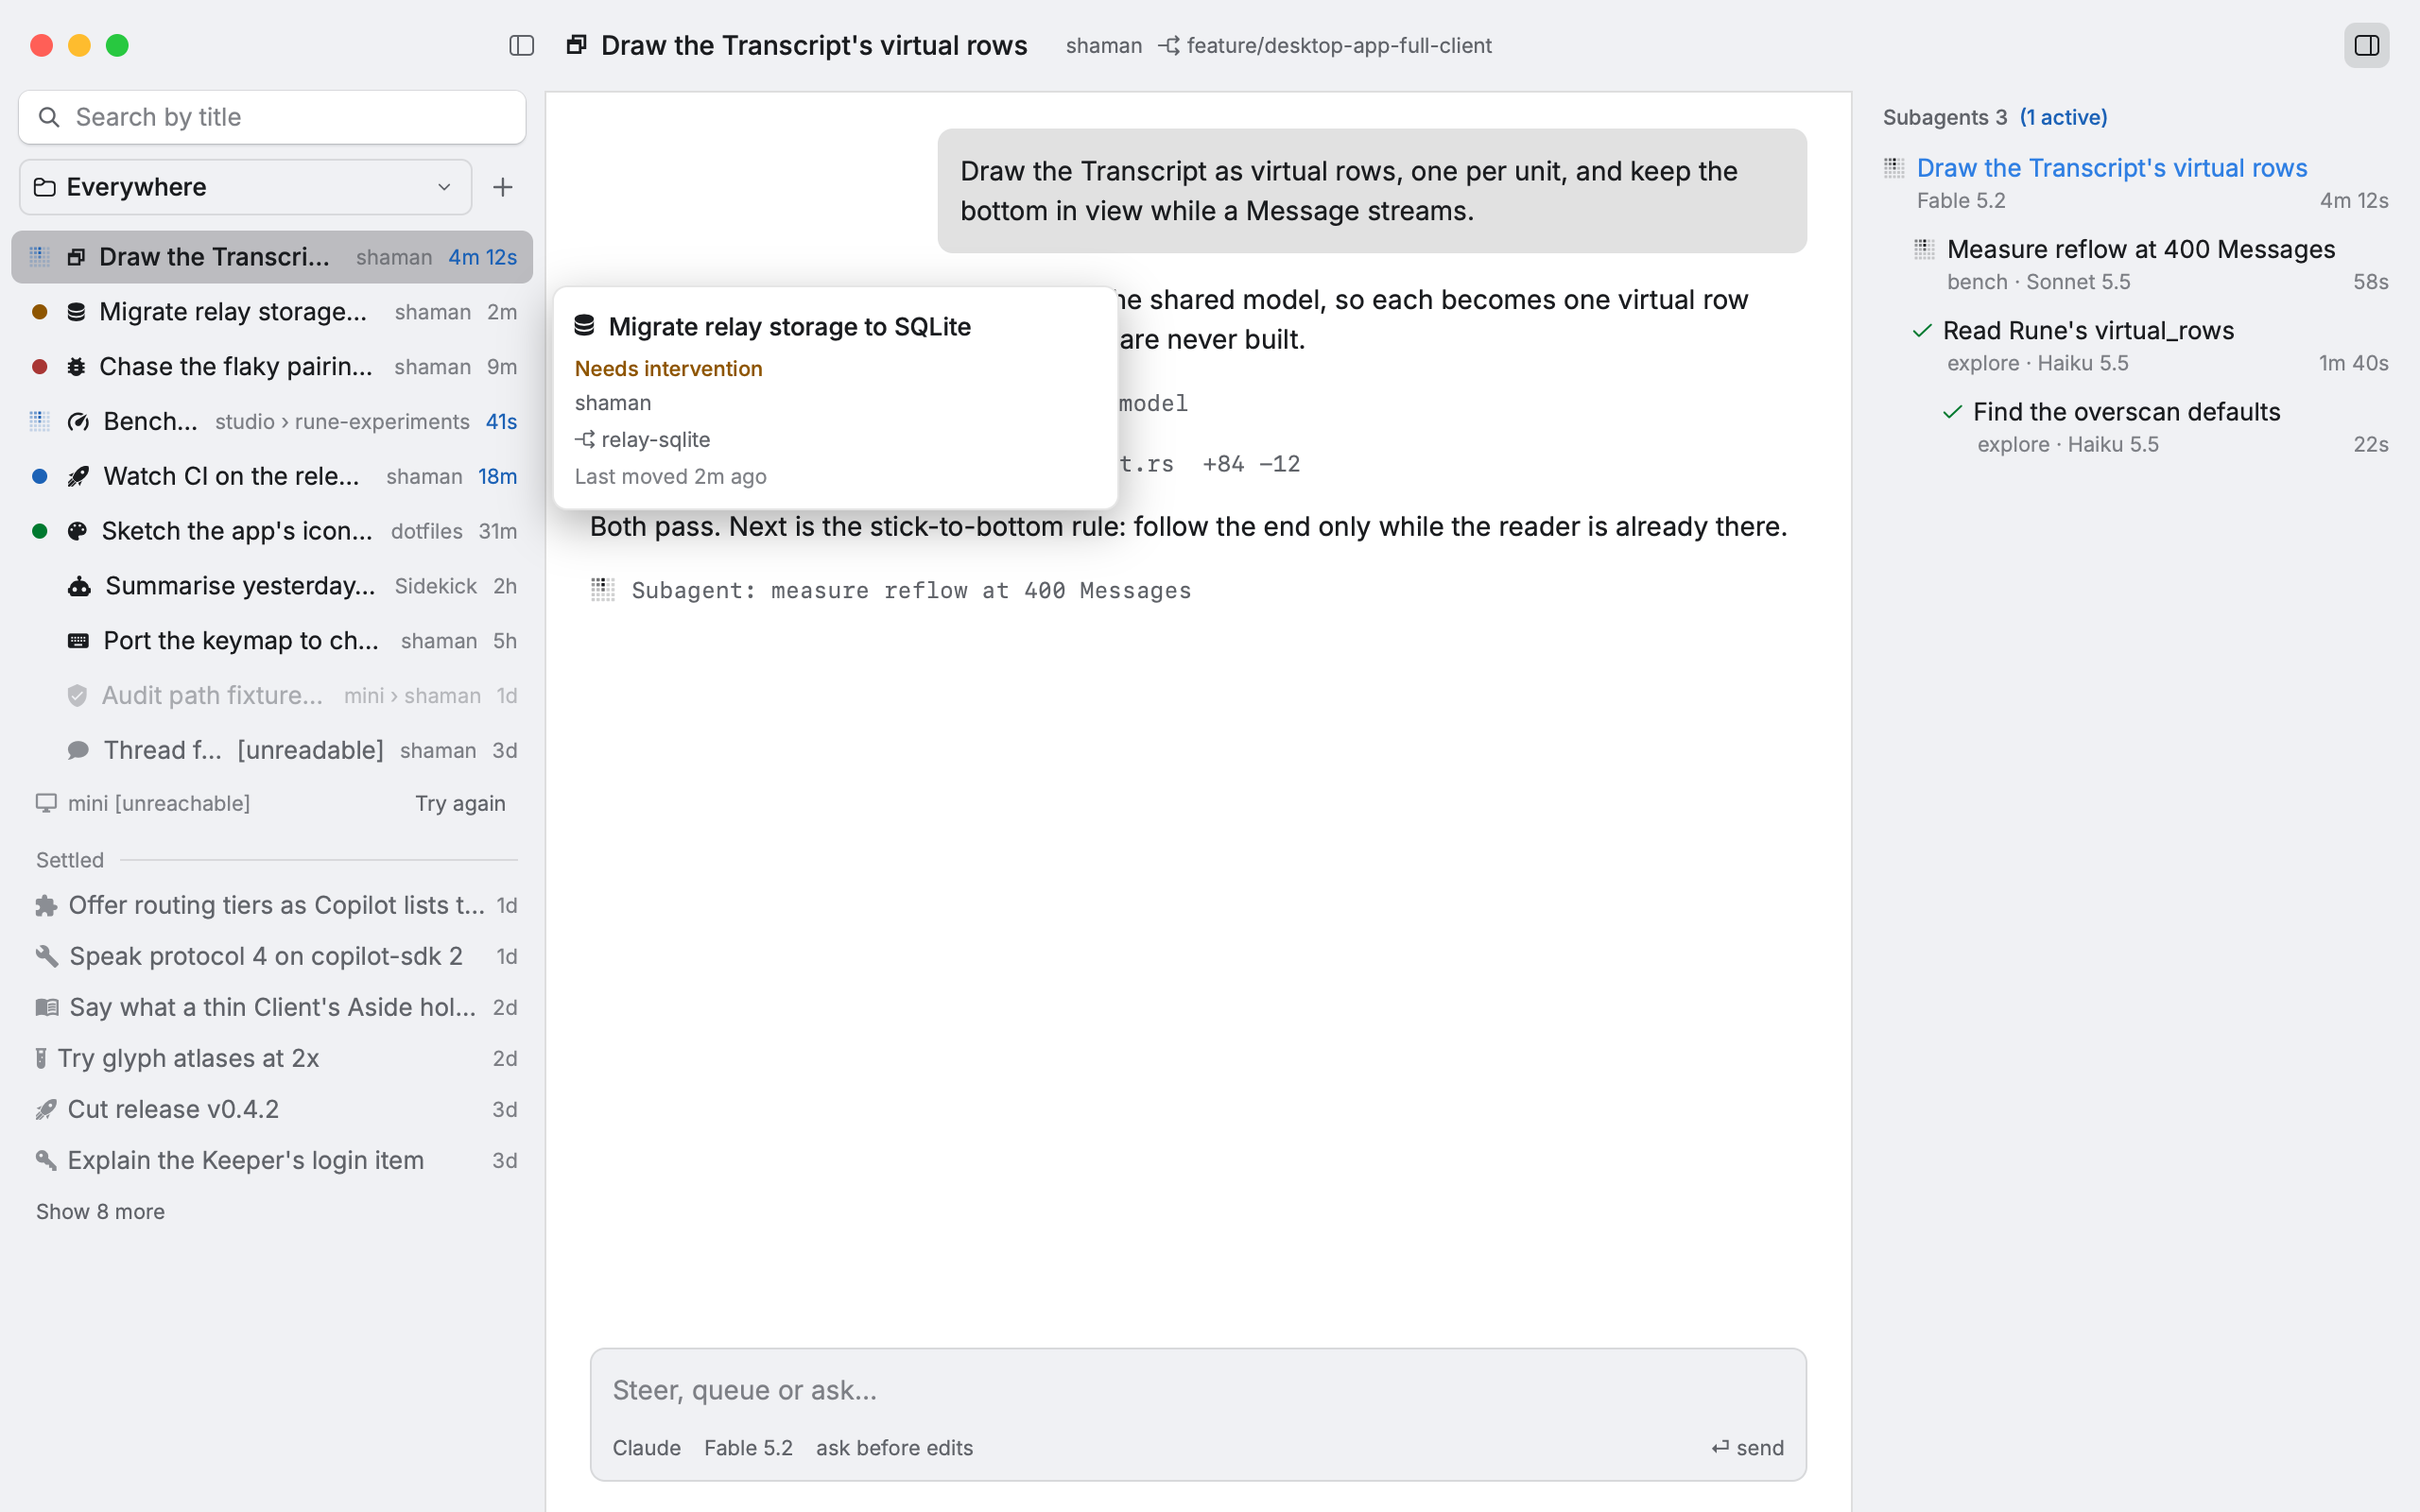 Draw the Transcript's virtual rows shaman feature/desktop-app-full-client
Search by title
Everywhere
Draw the Transcri... shaman 4m 12s
Migrate relay storage... shaman 2m
Chase the flaky pairin... shaman 9m
Bench... studio › rune-experiments 41s
Watch CI on the rele... shaman 18m
Sketch the app's icon... dotfiles 31m
Summarise yesterday... Sidekick 2h
Port the keymap to ch... shaman 5h
Audit path fixture... mini › shaman 1d
Thread f... [unreadable] shaman 3d
mini [unreachable] Try again
Settled
Offer routing tiers as Copilot lists t... 1d
Speak protocol 4 on copilot-sdk 2 1d
Say what a thin Client's Aside hol... 2d
Try glyph atlases at 2x 2d
Cut release v0.4.2 3d
Explain the Keeper's login item 3d
Show 8 more
Draw the Transcript as virtual rows, one per unit, and keep the
bottom in view while a Message streams.
shared model, so each becomes one virtual row
are never built.
model
t.rs +84 −12
Migrate relay storage to SQLite
Needs intervention
shaman
relay-sqlite
Last moved 2m ago
Both pass. Next is the stick-to-bottom rule: follow the end only while the reader is already there.
Subagent: measure reflow at 400 Messages
Steer, queue or ask...
Claude Fable 5.2 ask before edits send
Subagents 3 (1 active)
Draw the Transcript's virtual rows
Fable 5.2 4m 12s
Measure reflow at 400 Messages
bench · Sonnet 5.5 58s
Read Rune's virtual_rows
explore · Haiku 5.5 1m 40s
Find the overscan defaults
explore · Haiku 5.5 22s